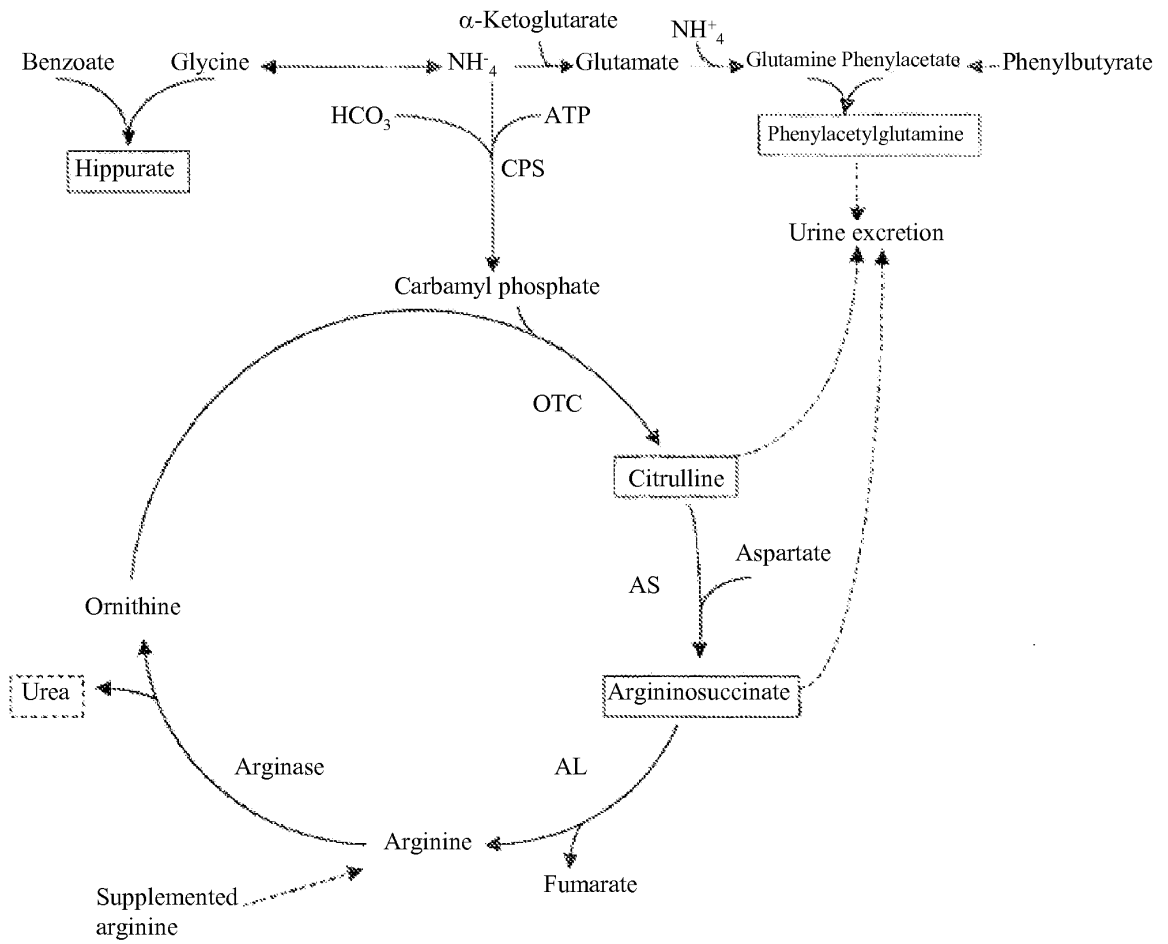 α-Ketoglutarate
NH⁺₄
Benzoate Glycine NH⁻₄ Glutamate Glutamine Phenylacetate Phenylbutyrate
HCO₃ ATP
Phenylacetylglutamine
Hippurate CPS
Urine excretion
Carbamyl phosphate
OTC
Citrulline
Aspartate
AS
Ornithine
Urea Argininosuccinate
Arginase AL
Arginine
Fumarate
Supplemented
arginine